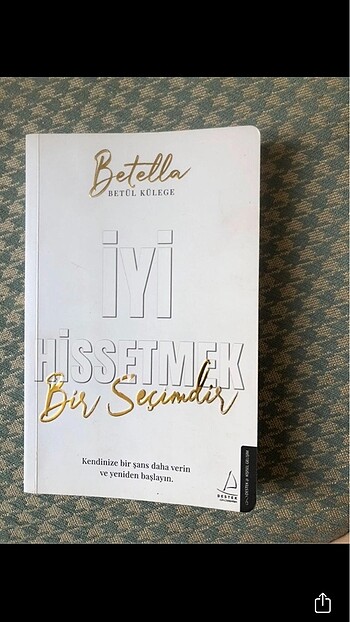 Betella
BETÜL KÜLEGE
İYİ
HİSSETMEK
Bir Seçimdir
Kendinize bir şans daha verin
ve yeniden başlayın.
DESTEK